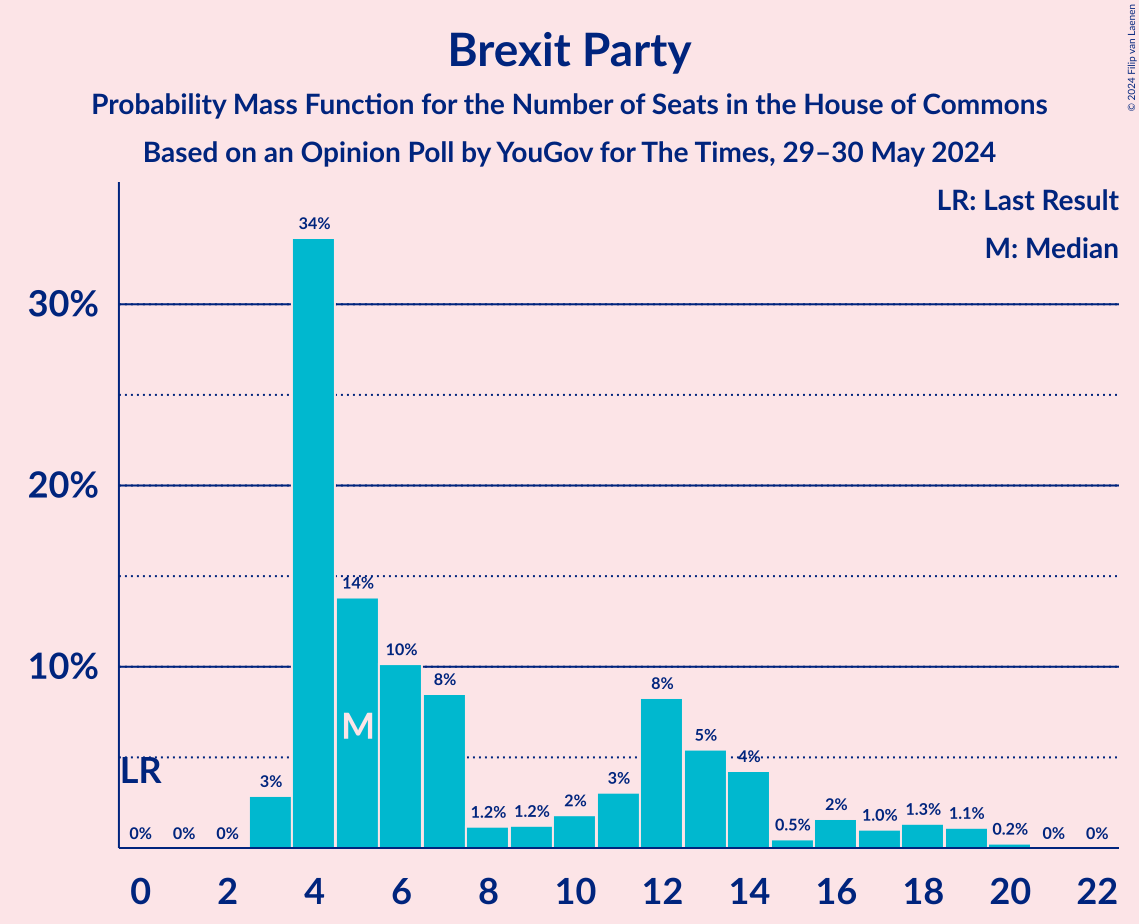 Brexit Party
Probability Mass Function for the Number of Seats in the House of Commons
Based on an Opinion Poll by YouGov for The Times, 29–30 May 2024
© 2024 Filip van Laenen
LR: Last Result
M: Median
30%
20%
10%
LR
M
0%
0%
0%
3%
34%
14%
10%
8%
1.2%
1.2%
2%
3%
8%
5%
4%
0.5%
2%
1.0%
1.3%
1.1%
0.2%
0%
0%
0 2 4 6 8 10 12 14 16 18 20 22